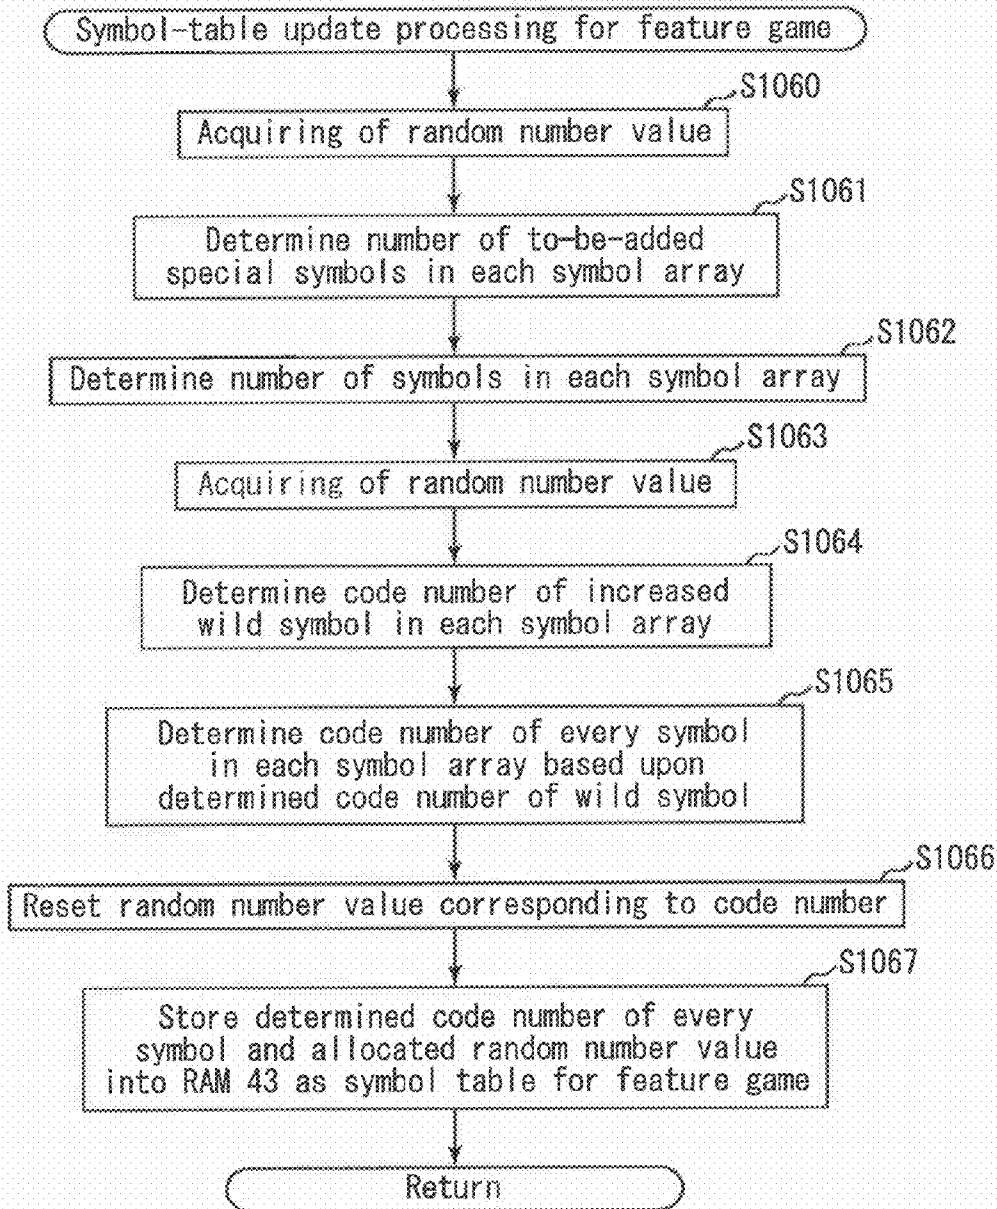 Symbol-table update processing for feature game
S1060
Acquiring of random number value
S1061
Determine number of to-be-added
special symbols in each symbol array
S1062
Determine number of symbols in each symbol array
S1063
Acquiring of random number value
S1064
Determine code number of increased
wild symbol in each symbol array
S1065
Determine code number of every symbol
in each symbol array based upon
determined code number of wild symbol
S1066
Reset random number value corresponding to code number
S1067
Store determined code number of every
symbol and allocated random number value
into RAM 43 as symbol table for feature game
Return